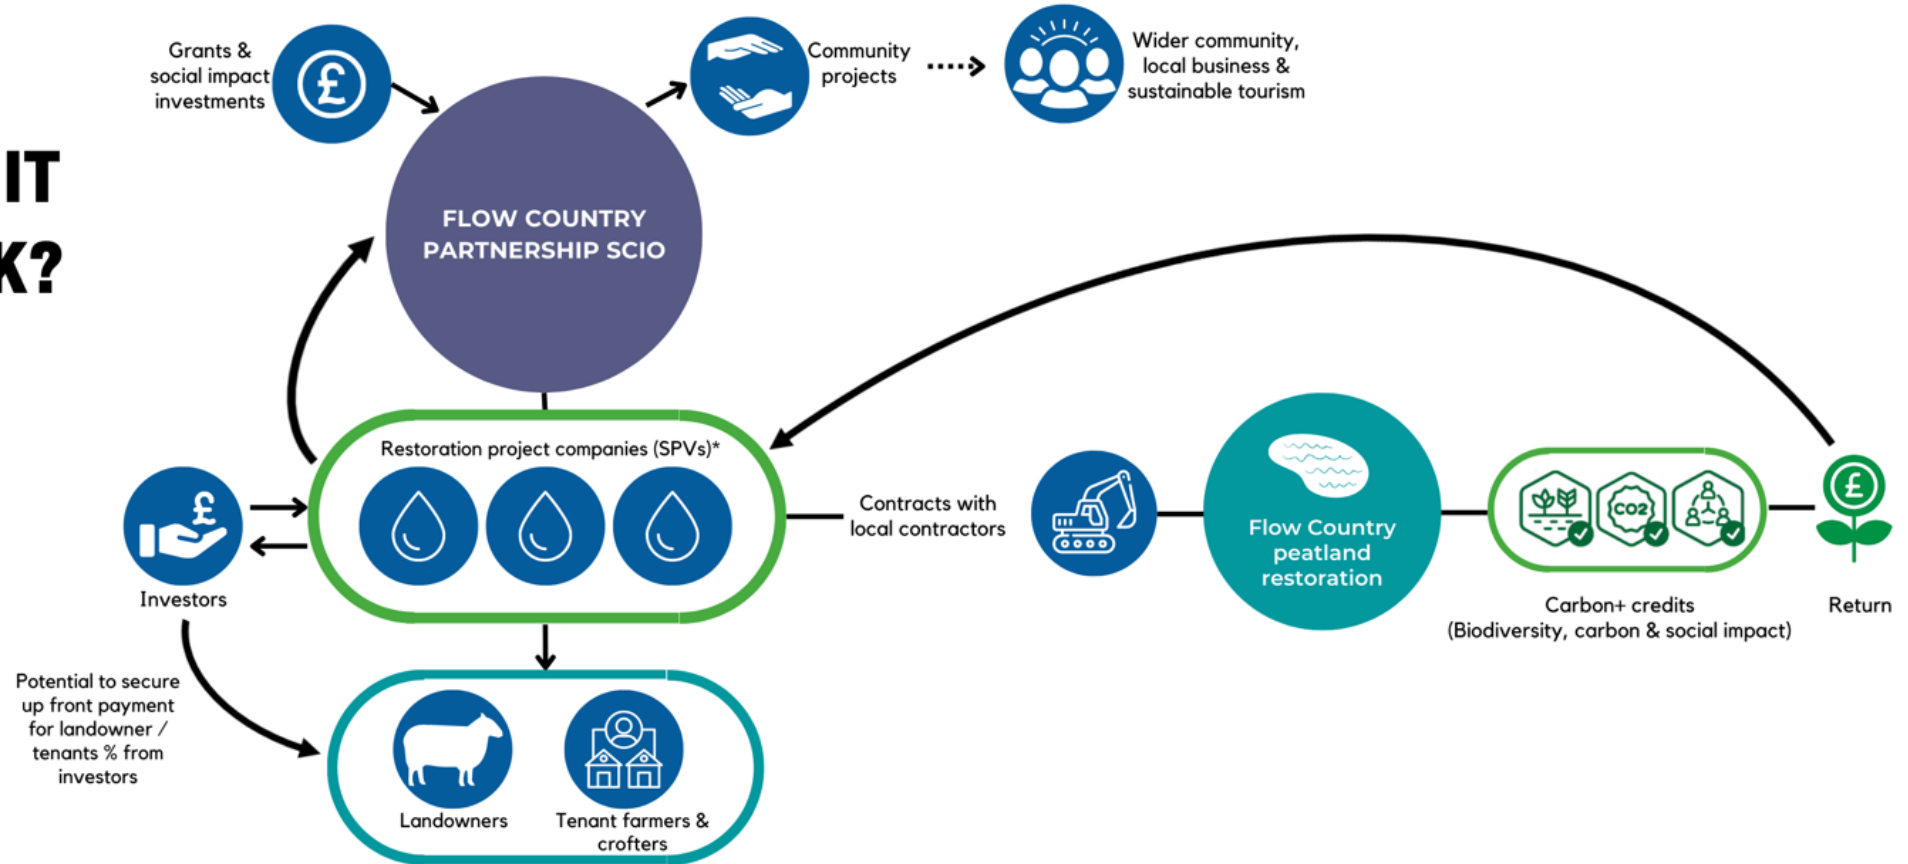 Grants &
social impact
investments
£
Community
projects
Wider community,
local business &
sustainable tourism
IT
K?
FLOW COUNTRY
PARTNERSHIP SCIO
Restoration project companies (SPVs)*
£
Investors
Contracts with
local contractors
Flow Country
peatland
restoration
CO2
Carbon+ credits
(Biodiversity, carbon & social impact)
£
Return
Potential to secure
up front payment
for landowner /
tenants % from
investors
Landowners
Tenant farmers &
crofters